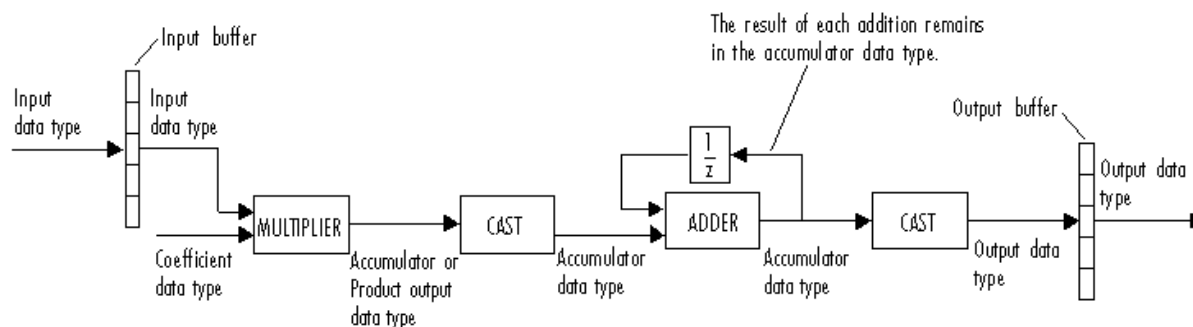 The result of each addition remains
in the accumulator data type.
Input buffer
Input
data type
Input
data type
Output buffer
1
z
Output data
type
MULTIPLIER
CAST
ADDER
CAST
Coefficient
data type
Accumulator or
Product output
data type
Accumulator
data type
Accumulator
data type
Output data
type